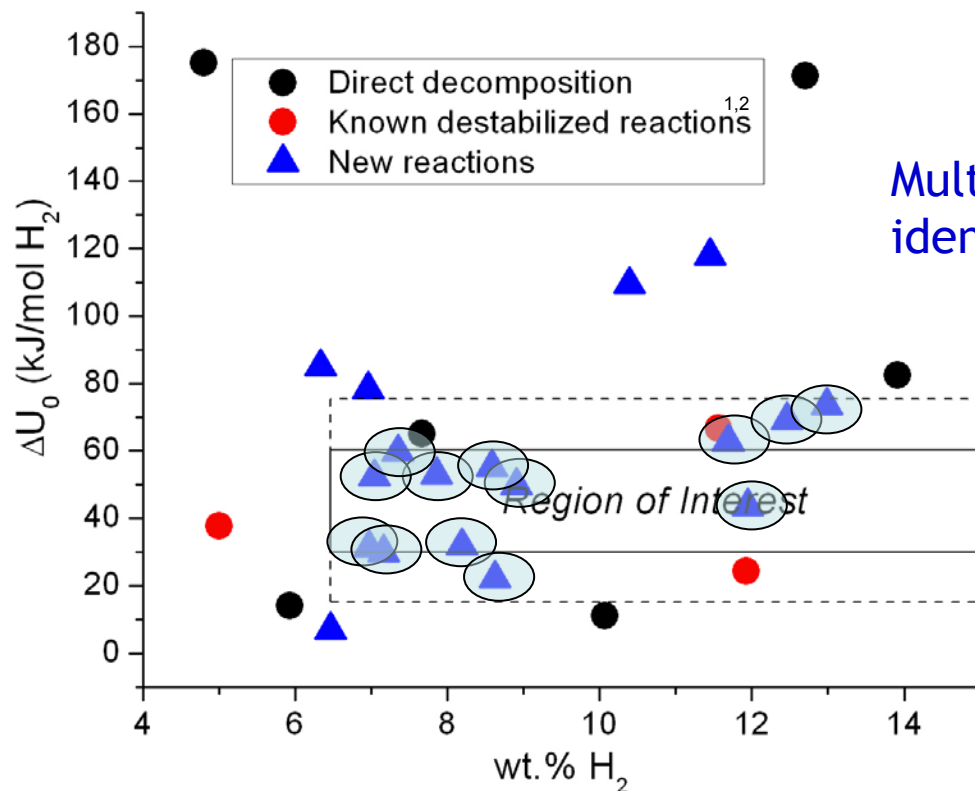 180
160
140
120
100
80
60
40
20
0
ΔU₀ (kJ/mol H₂)
Direct decomposition
Known destabilized reactions¹,²
New reactions
Mult
iden
Region of Interest
4 6 8 10 12 14
wt.% H₂